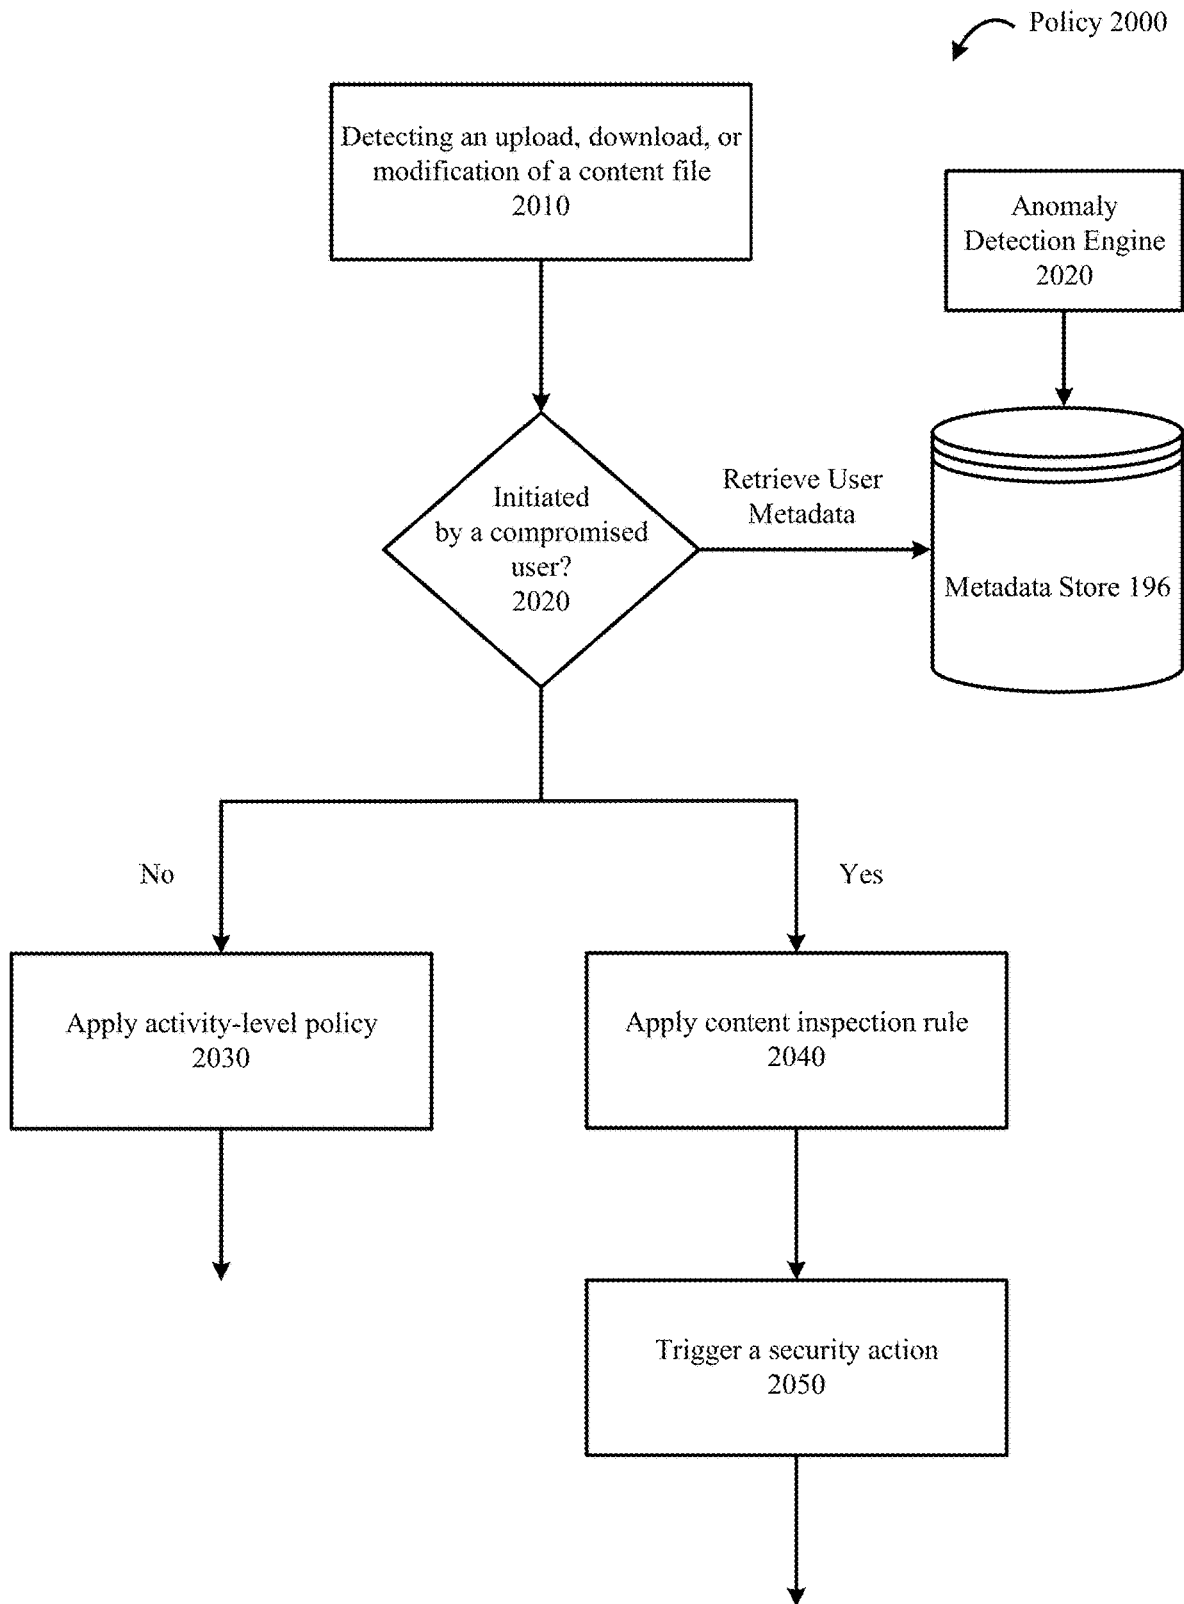 Policy 2000
Detecting an upload, download, or
modification of a content file
2010
Anomaly
Detection Engine
2020
Initiated
by a compromised
user?
2020
Retrieve User
Metadata
Metadata Store 196
No
Yes
Apply activity-level policy
2030
Apply content inspection rule
2040
Trigger a security action
2050